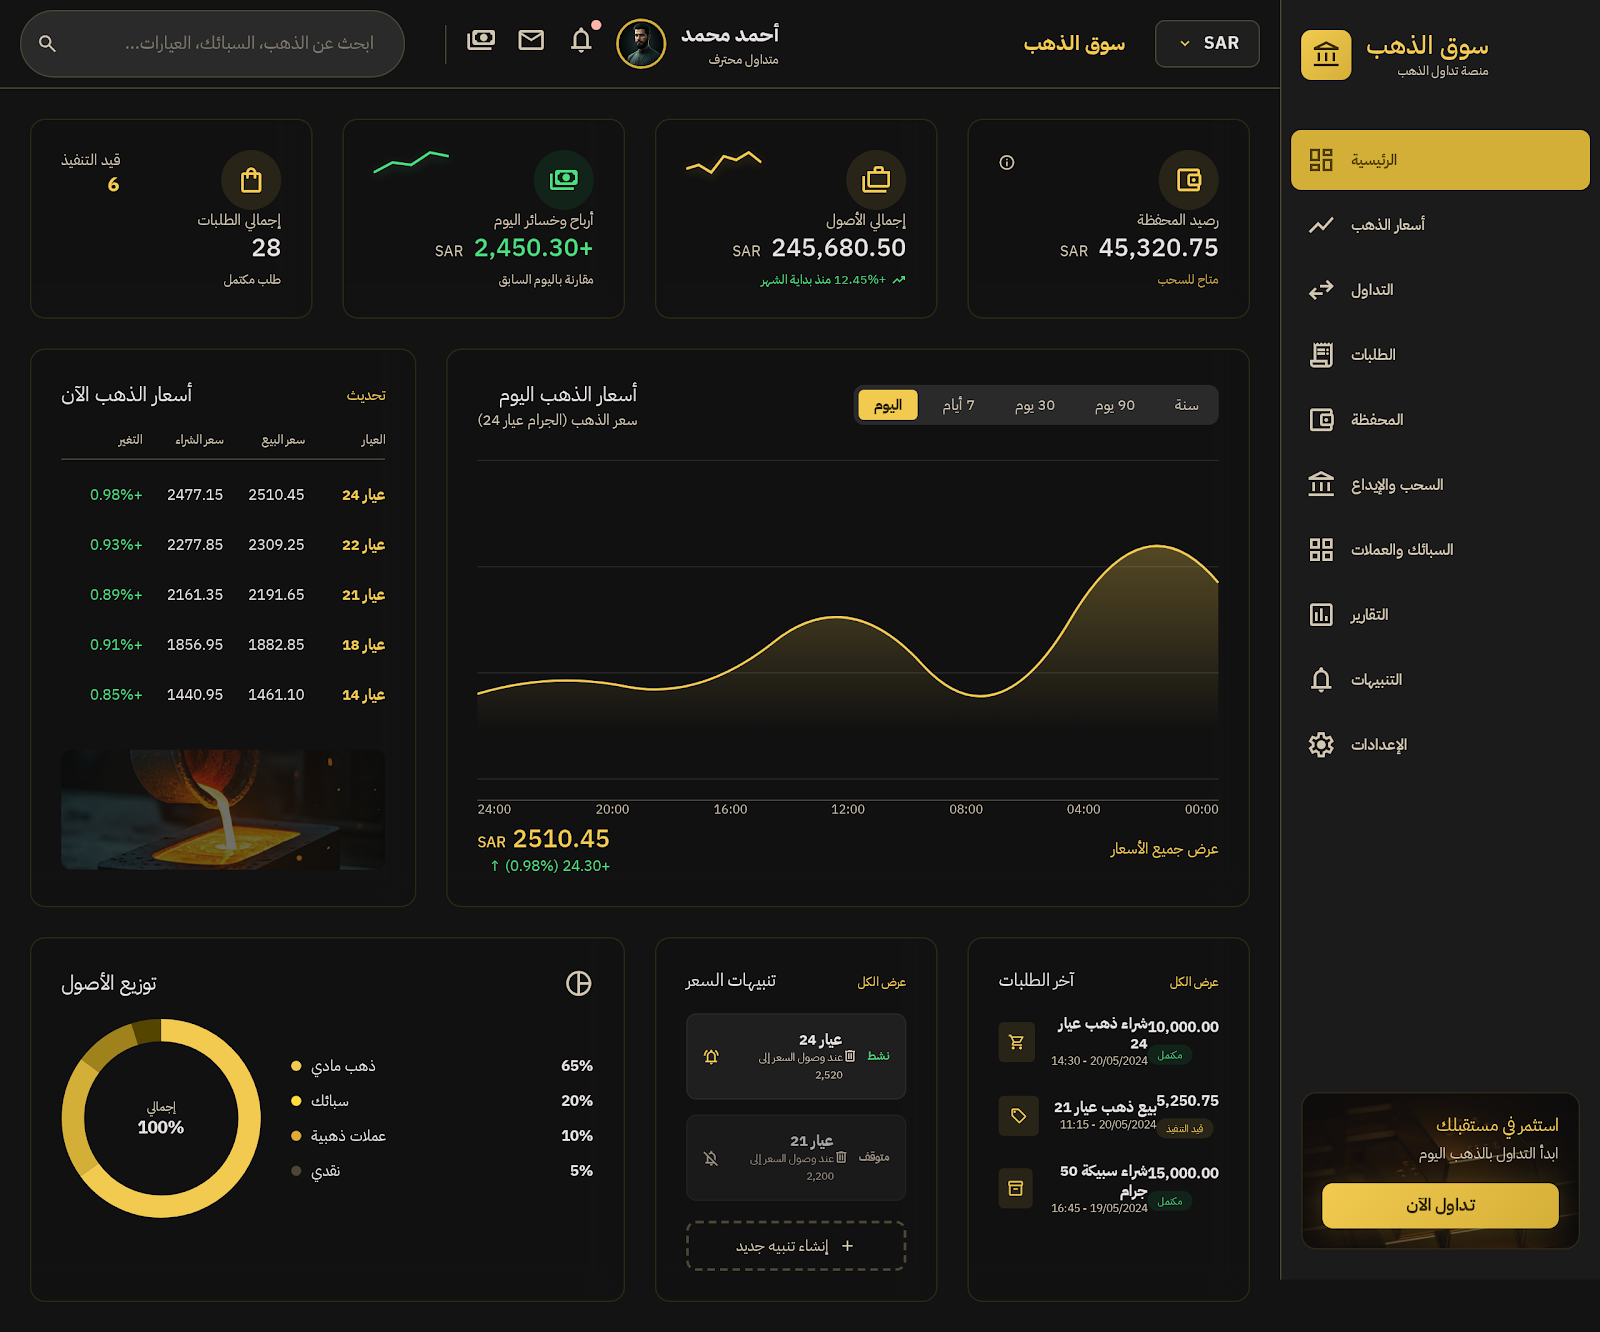 سوق الذهب
منصة تداول الذهب
الرئيسية
أسعار الذهب
التداول
الطلبات
المحفظة
السحب والإيداع
السبائك والعملات
التقارير
التنبيهات
الإعدادات
استثمر في مستقبلك
ابدأ التداول بالذهب اليوم
تداول الآن
SAR
سوق الذهب
أحمد محمد
متداول محترف
ابحث عن الذهب، السبائك، العيارات...
رصيد المحفظة
45,320.75 SAR
متاح للسحب
إجمالي الأصول
245,680.50 SAR
+12.45% منذ بداية الشهر
أرباح وخسائر اليوم
+2,450.30 SAR
مقارنة باليوم السابق
قيد التنفيذ
6
إجمالي الطلبات
28
طلب مكتمل
أسعار الذهب اليوم
سعر الذهب (الجرام عيار 24)
سنة
90 يوم
30 يوم
7 أيام
اليوم
00:00
04:00
08:00
12:00
16:00
20:00
24:00
عرض جميع الأسعار
2510.45 SAR
+24.30 (0.98%) ↑
تحديث
أسعار الذهب الآن
العيار سعر البيع سعر الشراء التغير
عيار 24 2510.45 2477.15 +0.98%
عيار 22 2309.25 2277.85 +0.93%
عيار 21 2191.65 2161.35 +0.89%
عيار 18 1882.85 1856.95 +0.91%
عيار 14 1461.10 1440.95 +0.85%
عرض الكل
آخر الطلبات
10,000.00
مكتمل
شراء ذهب عيار
24
20/05/2024 - 14:30
5,250.75
قيد التنفيذ
بيع ذهب عيار 21
20/05/2024 - 11:15
15,000.00
مكتمل
شراء سبيكة 50
جرام
19/05/2024 - 16:45
عرض الكل
تنبيهات السعر
نشط
عيار 24
عند وصول السعر إلى
2,520
متوقف
عيار 21
عند وصول السعر إلى
2,200
+ إنشاء تنبيه جديد
توزيع الأصول
65% ذهب مادي
20% سبائك
10% عملات ذهبية
5% نقدي
إجمالي
100%